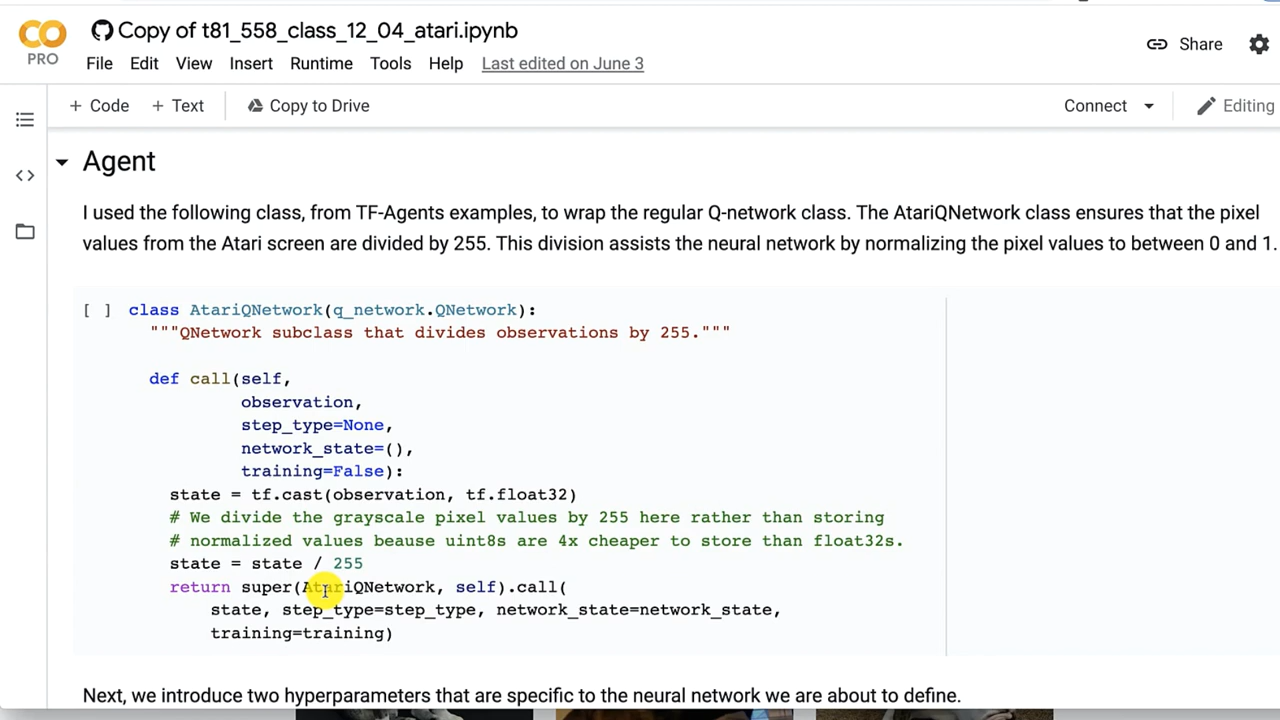 Copy of t81_558_class_12_04_atari.ipynb
PRO
Share
File Edit View Insert Runtime Tools Help Last edited on June 3
+ Code + Text Copy to Drive Connect Editing
Agent
I used the following class, from TF-Agents examples, to wrap the regular Q-network class. The AtariQNetwork class ensures that the pixel
values from the Atari screen are divided by 255. This division assists the neural network by normalizing the pixel values to between 0 and 1.
[ ] class AtariQNetwork(q_network.QNetwork):
"""QNetwork subclass that divides observations by 255."""
def call(self,
observation,
step_type=None,
network_state=(),
training=False):
state = tf.cast(observation, tf.float32)
# We divide the grayscale pixel values by 255 here rather than storing
# normalized values beause uint8s are 4x cheaper to store than float32s.
state = state / 255
return super(AtariQNetwork, self).call(
state, step_type=step_type, network_state=network_state,
training=training)
Next, we introduce two hyperparameters that are specific to the neural network we are about to define.